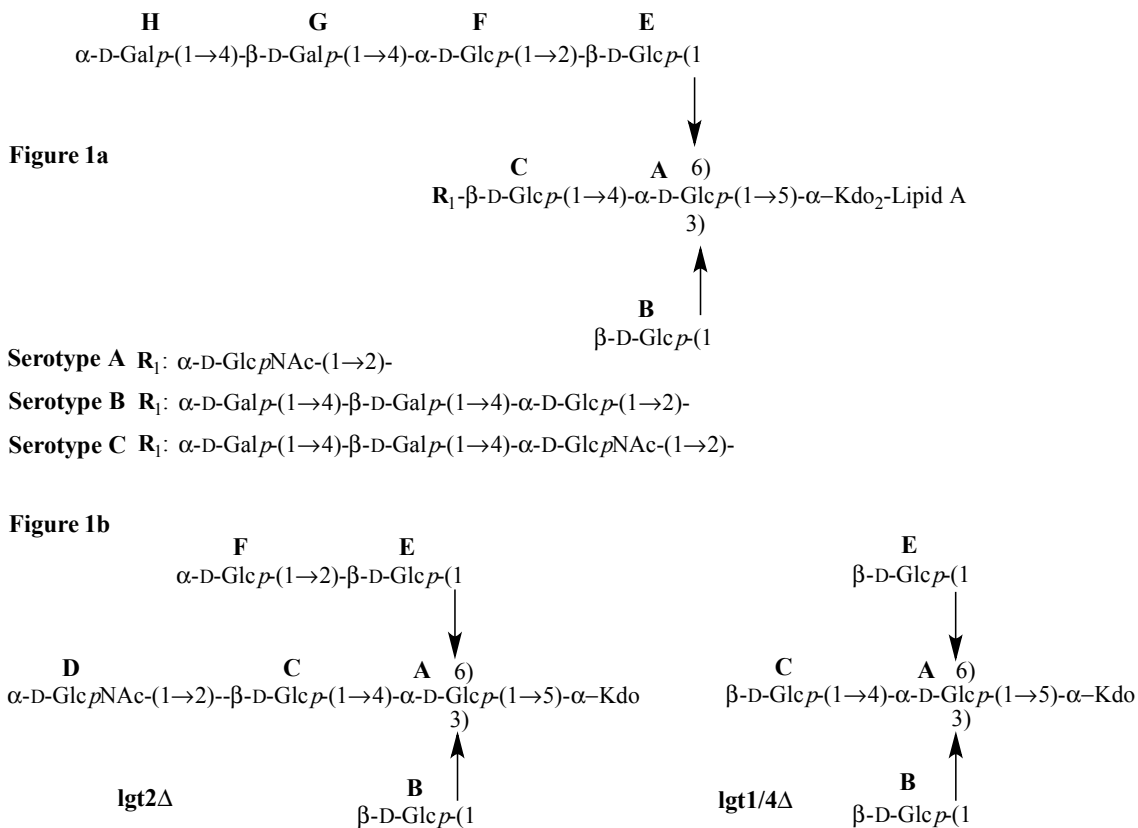 H G F E
α-D-Galp-(1→4)-β-D-Galp-(1→4)-α-D-Glcp-(1→2)-β-D-Glcp-(1
Figure 1a
C A 6)
R1-β-D-Glcp-(1→4)-α-D-Glcp-(1→5)-α–Kdo2-Lipid A
3)
B
β-D-Glcp-(1
Serotype A R1: α-D-GlcpNAc-(1→2)-
Serotype B R1: α-D-Galp-(1→4)-β-D-Galp-(1→4)-α-D-Glcp-(1→2)-
Serotype C R1: α-D-Galp-(1→4)-β-D-Galp-(1→4)-α-D-GlcpNAc-(1→2)-
Figure 1b
F E
α-D-Glcp-(1→2)-β-D-Glcp-(1
D C A 6)
α-D-GlcpNAc-(1→2)--β-D-Glcp-(1→4)-α-D-Glcp-(1→5)-α–Kdo
3)
B
lgt2Δ
β-D-Glcp-(1
E
β-D-Glcp-(1
C A 6)
β-D-Glcp-(1→4)-α-D-Glcp-(1→5)-α–Kdo
3)
B
lgt1/4Δ
β-D-Glcp-(1